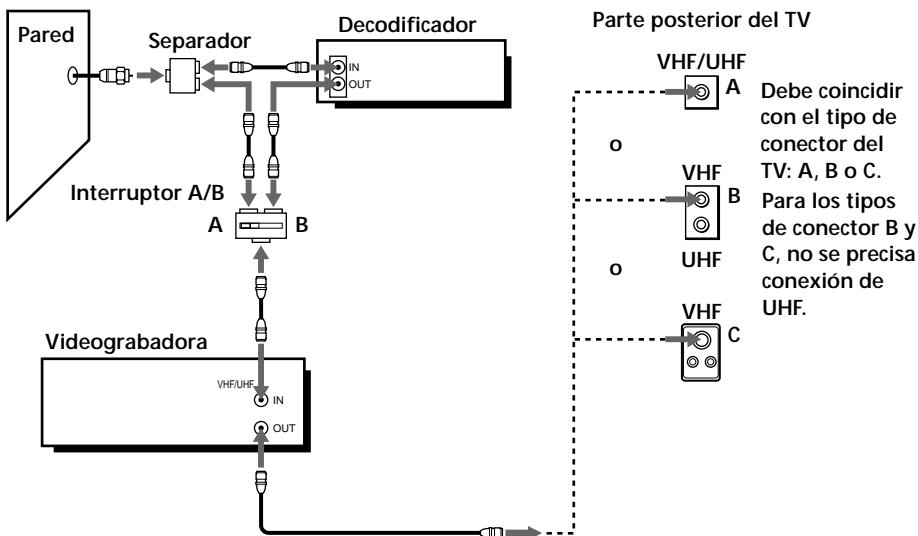 Pared
Separador
Decodificador
IN
OUT
Interruptor A/B
A
B
Videograbadora
VHF/UHF
IN
OUT
Parte posterior del TV
VHF/UHF
A
o
VHF
B
UHF
o
VHF
C
Debe coincidir
con el tipo de
conector del
TV: A, B o C.
Para los tipos
de conector B y
C, no se precisa
conexión de
UHF.